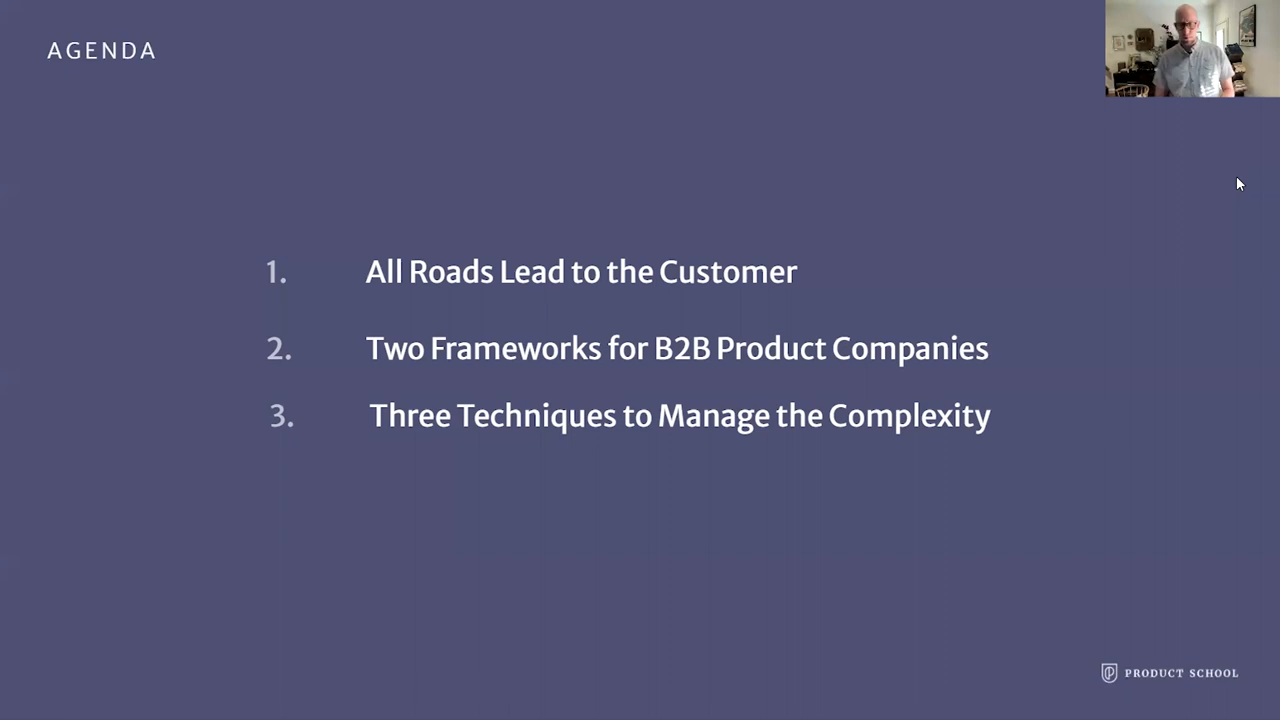 AGENDA
1. All Roads Lead to the Customer
2. Two Frameworks for B2B Product Companies
3. Three Techniques to Manage the Complexity
PRODUCT SCHOOL